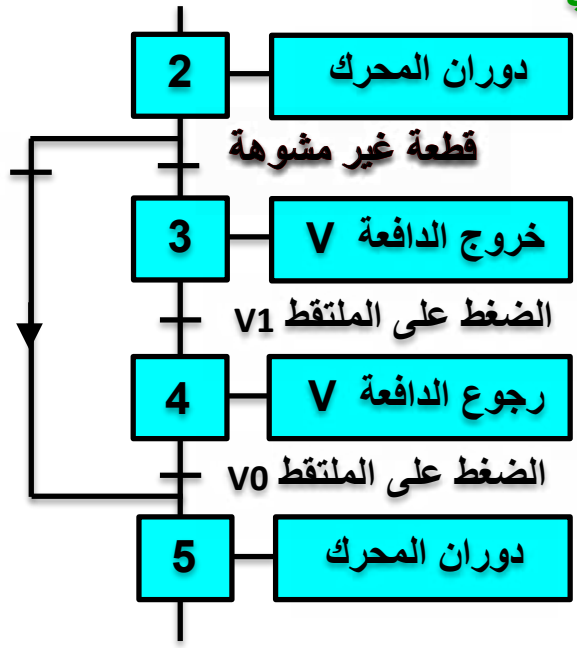 2
دوران المحرك
قطعة غير مشوهة
3
خروج الدافعة V
الضغط على الملتقط V1
4
رجوع الدافعة V
الضغط على الملتقط V0
5
دوران المحرك